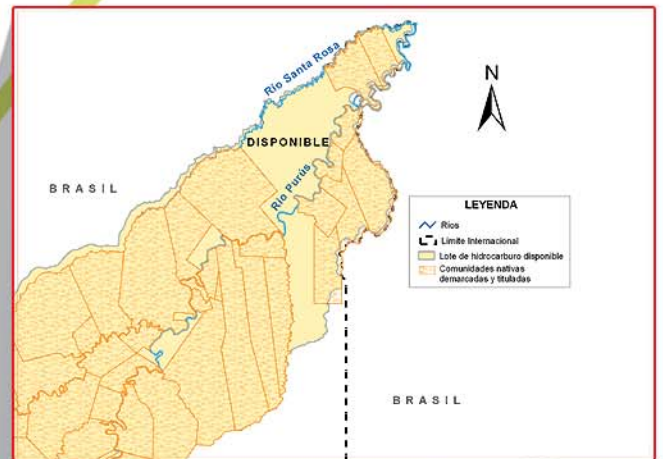 Río Santa Rosa
N
DISPONIBLE
Río Purús
BRASIL
LEYENDA
Ríos
Límite Internacional
Lote de hidrocarburo disponible
Comunidades nativas
demarcadas y tituladas
BRASIL